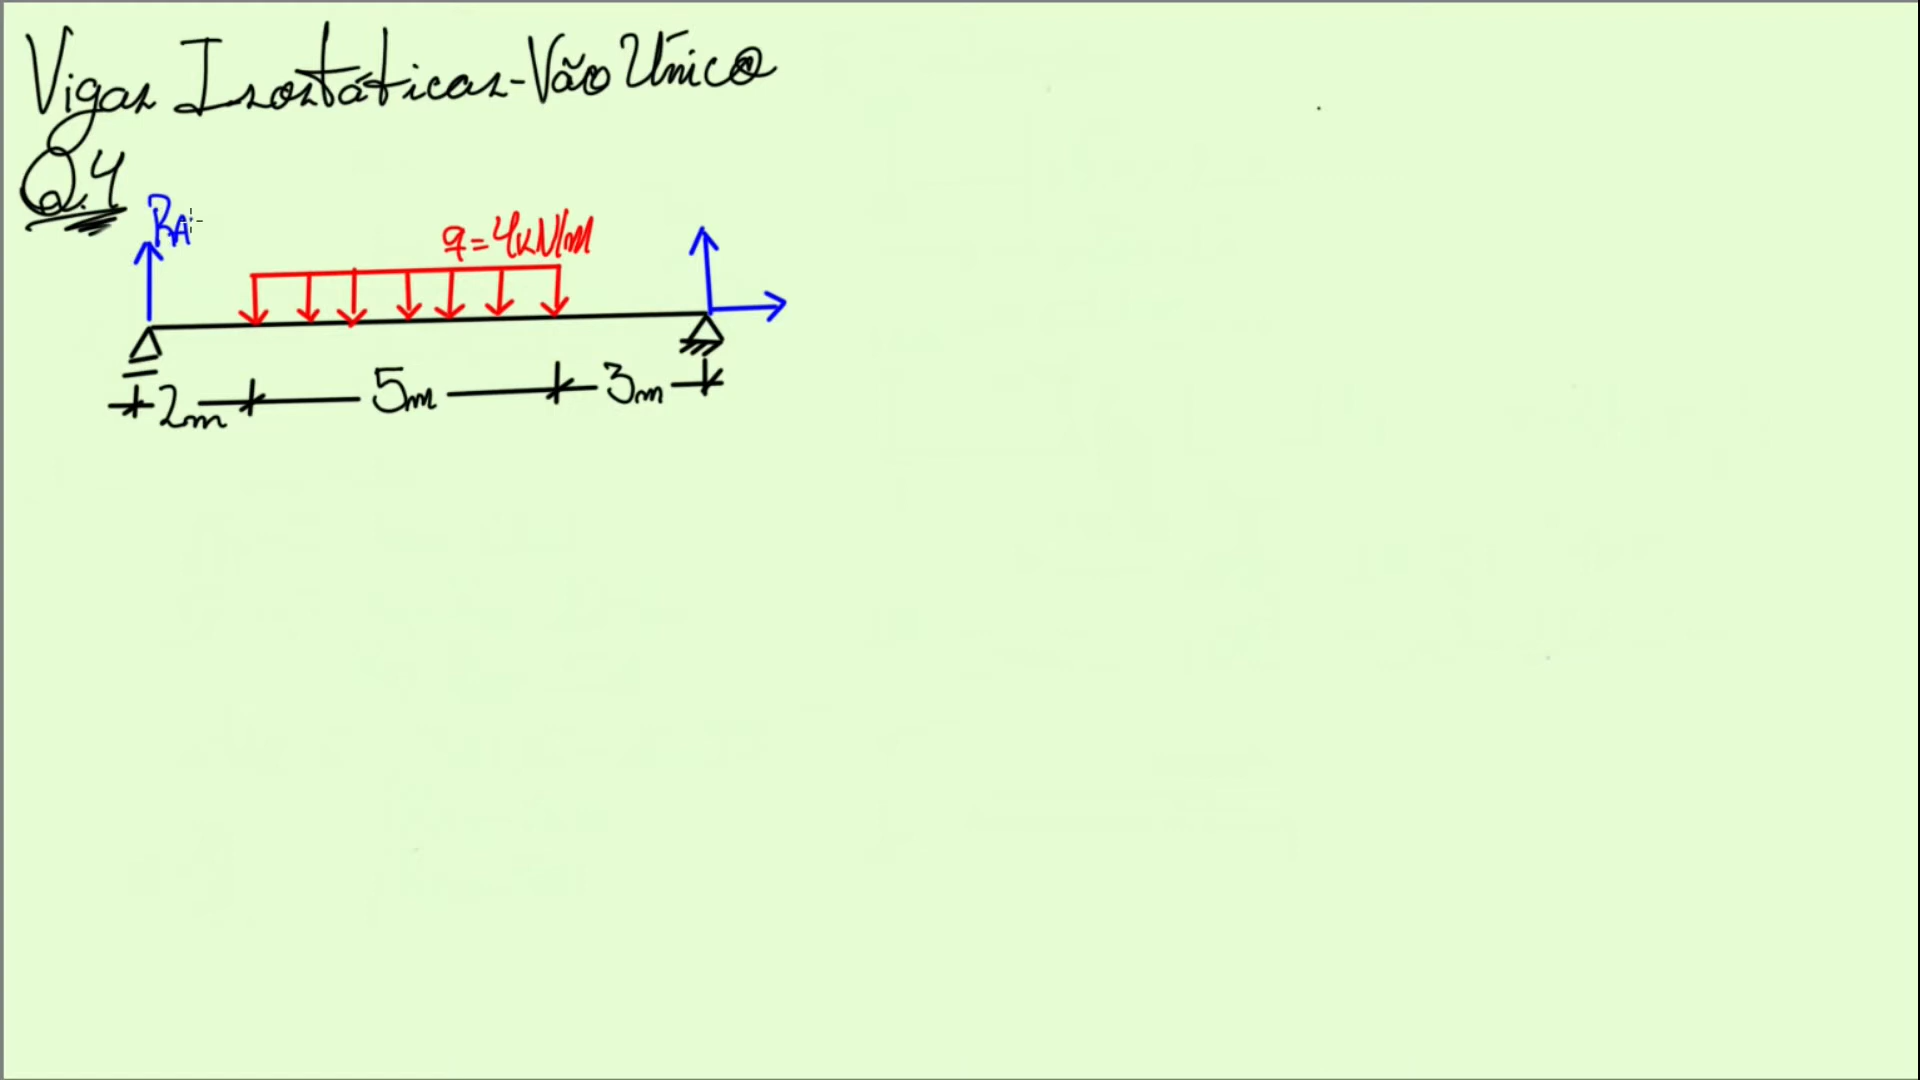 Vigas Isostáticas - Vão Único
Q.4
RA
q = 4kN/m
2m 5m 3m